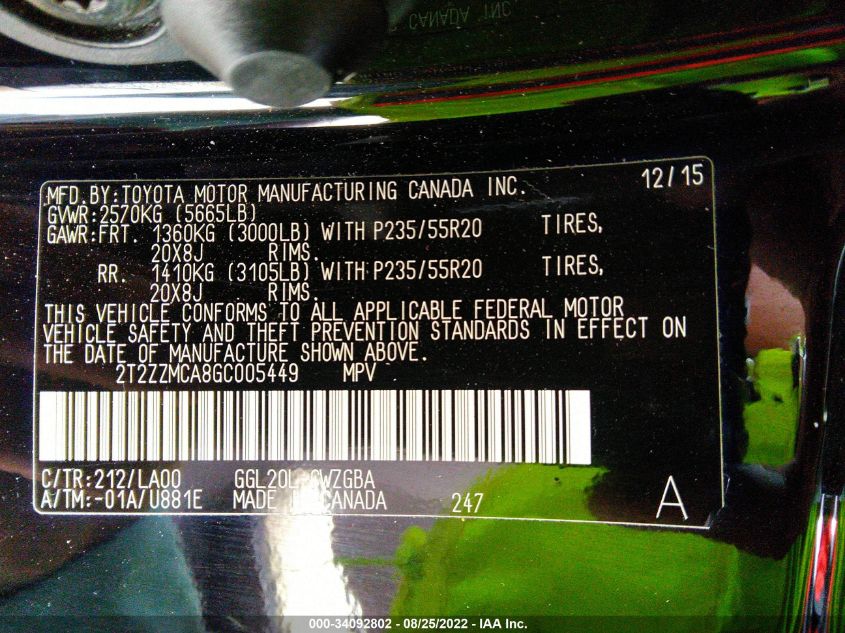 CANADA INC.
MFD.BY:TOYOTA MOTOR MANUFACTURING CANADA INC. 12/15
GVWR:2570KG (5665LB)
GAWR:FRT. 1360KG (3000LB) WITH P235/55R20 TIRES,
20X8J RIMS.
RR. 1410KG (3105LB) WITH P235/55R20 TIRES,
20X8J RIMS.
THIS VEHICLE CONFORMS TO ALL APPLICABLE FEDERAL MOTOR
VEHICLE SAFETY AND THEFT PREVENTION STANDARDS IN EFFECT ON
THE DATE OF MANUFACTURE SHOWN ABOVE.
2T2ZZMCA8GC005449 MPV
C/TR:212/LA00 GGL20L- WZGBA
A/TM:-01A/U881E MADE CANADA 247 A
000-34092802 - 08/25/2022 - IAA Inc.